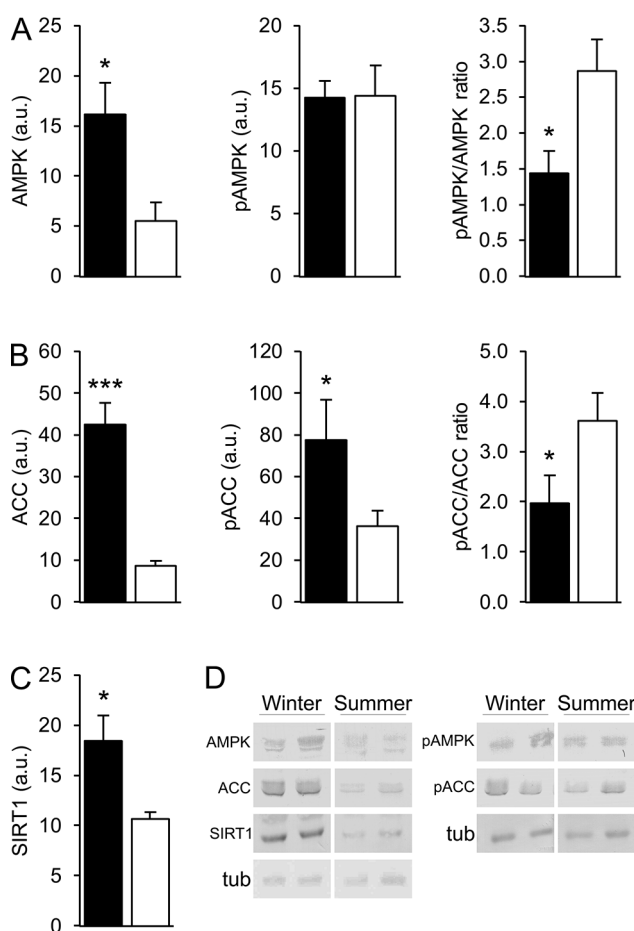 A
AMPK (a.u.)
25
20
15
10
5
0
*
pAMPK (a.u.)
20
15
10
5
0
pAMPK/AMPK ratio
3.5
3.0
2.5
2.0
1.5
1.0
0.5
0.0
*
B
ACC (a.u.)
60
50
40
30
20
10
0
***
pACC (a.u.)
120
100
80
60
40
20
0
*
pACC/ACC ratio
5.0
4.0
3.0
2.0
1.0
0.0
*
C
SIRT1 (a.u.)
25
20
15
10
5
0
*
D
Winter Summer
AMPK
ACC
SIRT1
tub
Winter Summer
pAMPK
pACC
tub